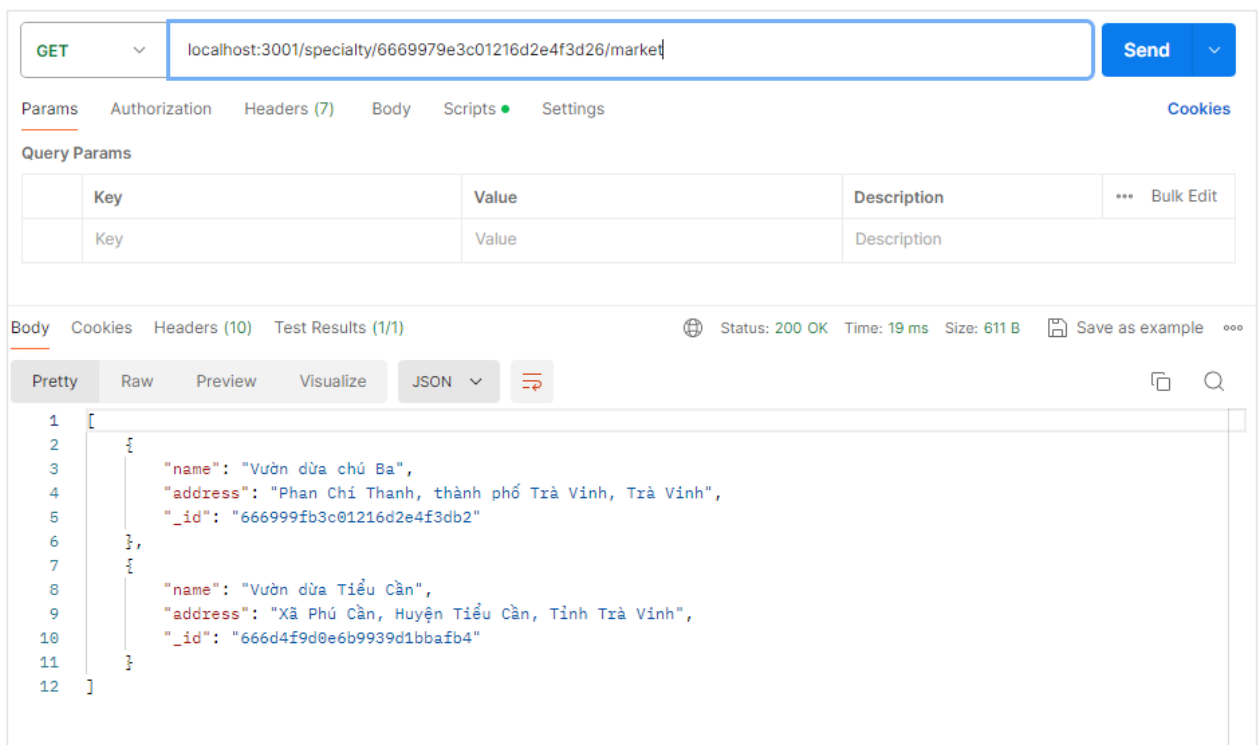 GET localhost:3001/specialty/6669979e3c01216d2e4f3d26/market Send
Params Authorization Headers (7) Body Scripts Settings Cookies
Query Params
Key Value Description ••• Bulk Edit
Key Value Description
Body Cookies Headers (10) Test Results (1/1) Status: 200 OK Time: 19 ms Size: 611 B Save as example
Pretty Raw Preview Visualize JSON
1 [
2 {
3 "name": "Vườn dừa chú Ba",
4 "address": "Phan Chí Thanh, thành phố Trà Vinh, Trà Vinh",
5 "_id": "666999fb3c01216d2e4f3db2"
6 },
7 {
8 "name": "Vườn dừa Tiểu Cần",
9 "address": "Xã Phú Cần, Huyện Tiểu Cần, Tỉnh Trà Vinh",
10 "_id": "666d4f9d0e6b9939d1bbafb4"
11 }
12 ]